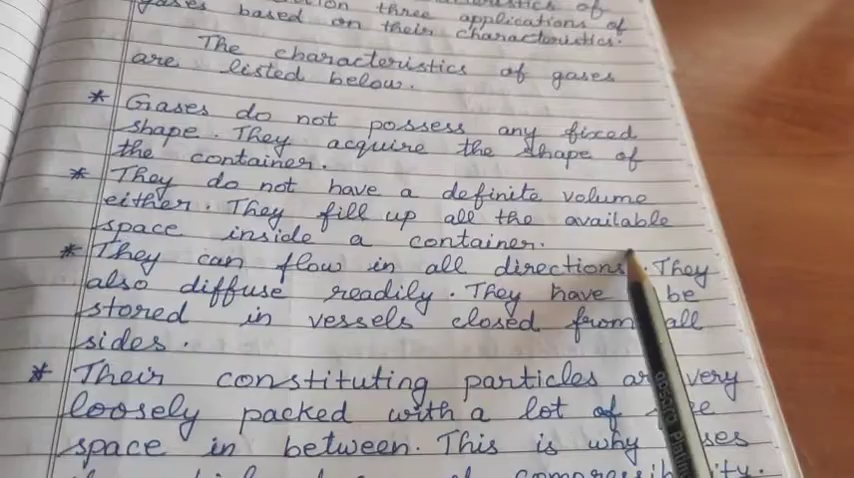 gases based on their characteristics.
three applications of
The characteristics of gases
are listed below.
* Gases do not possess any fixed
shape. They acquire the shape of
the container.
* They do not have a definite volume
either. They fill up all the available
space inside a container.
* They can flow in all directions. They
also diffuse readily. They have be
stored in vessels closed from all
sides.
* Their constituting particles are very
loosely packed with a lot of
space in between. This is why